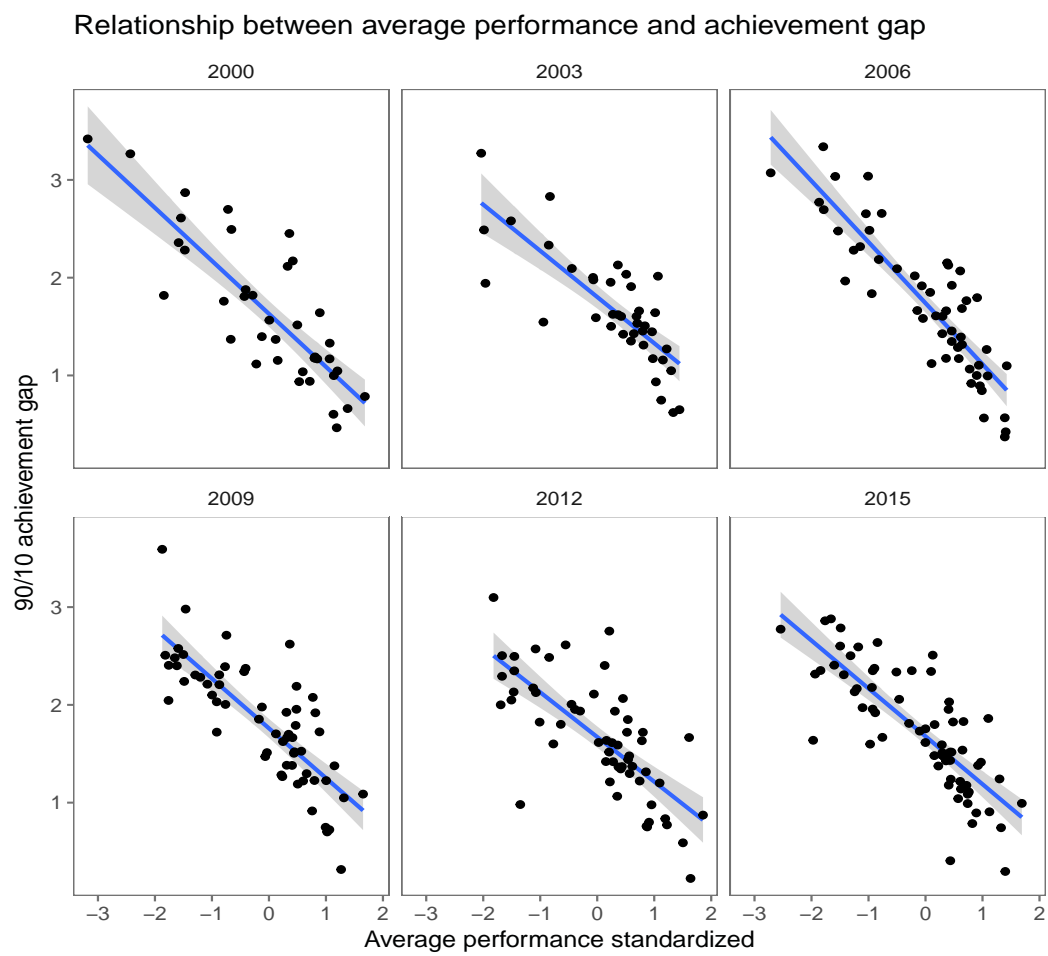 Relationship between average performance and achievement gap
2000 2003 2006
3
2
1
2009 2012 2015
3
2
1
90/10 achievement gap
−3 −2 −1 0 1 2 −3 −2 −1 0 1 2 −3 −2 −1 0 1 2
Average performance standardized